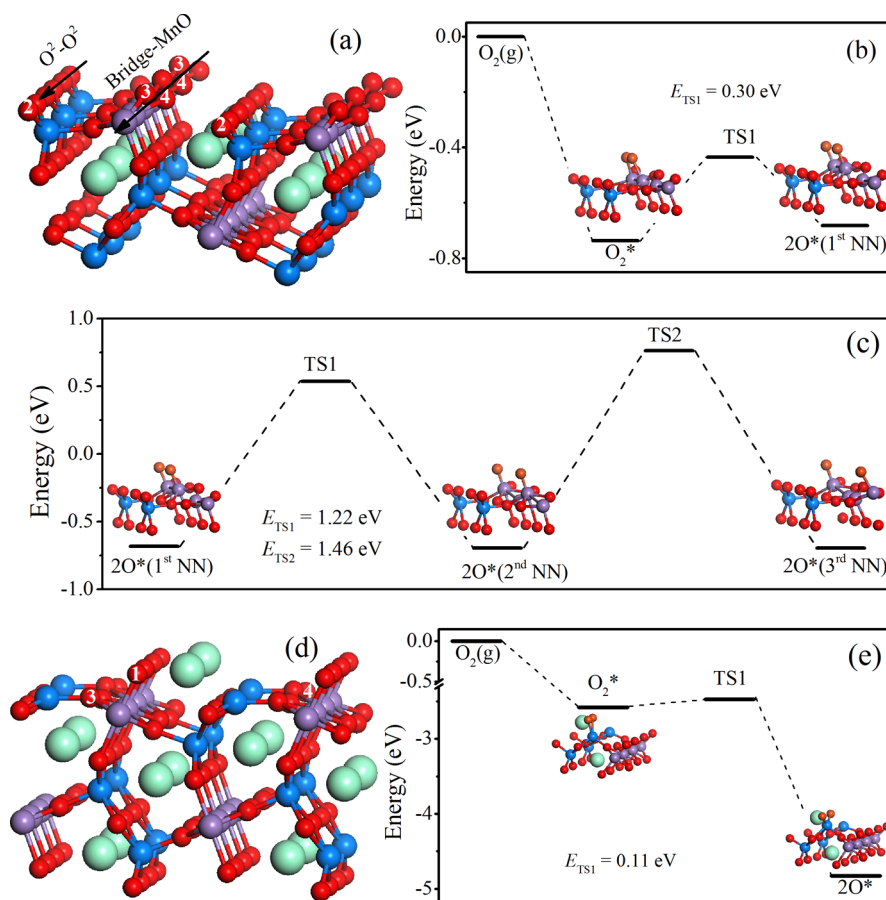 (a)
O²-O²
Bridge-MnO
2
3
3
4
4
2
(b)
Energy (eV)
0.0
-0.4
-0.8
O₂(g)
E_TS1 = 0.30 eV
TS1
O₂*
2O*(1ˢᵗ NN)
(c)
Energy (eV)
1.0
0.5
0.0
-0.5
-1.0
TS1
TS2
E_TS1 = 1.22 eV
E_TS2 = 1.46 eV
2O*(1ˢᵗ NN)
2O*(2ⁿᵈ NN)
2O*(3ʳᵈ NN)
(d)
1
3
4
(e)
Energy (eV)
0.0
-0.5
-3
-4
-5
O₂(g)
O₂*
TS1
E_TS1 = 0.11 eV
2O*